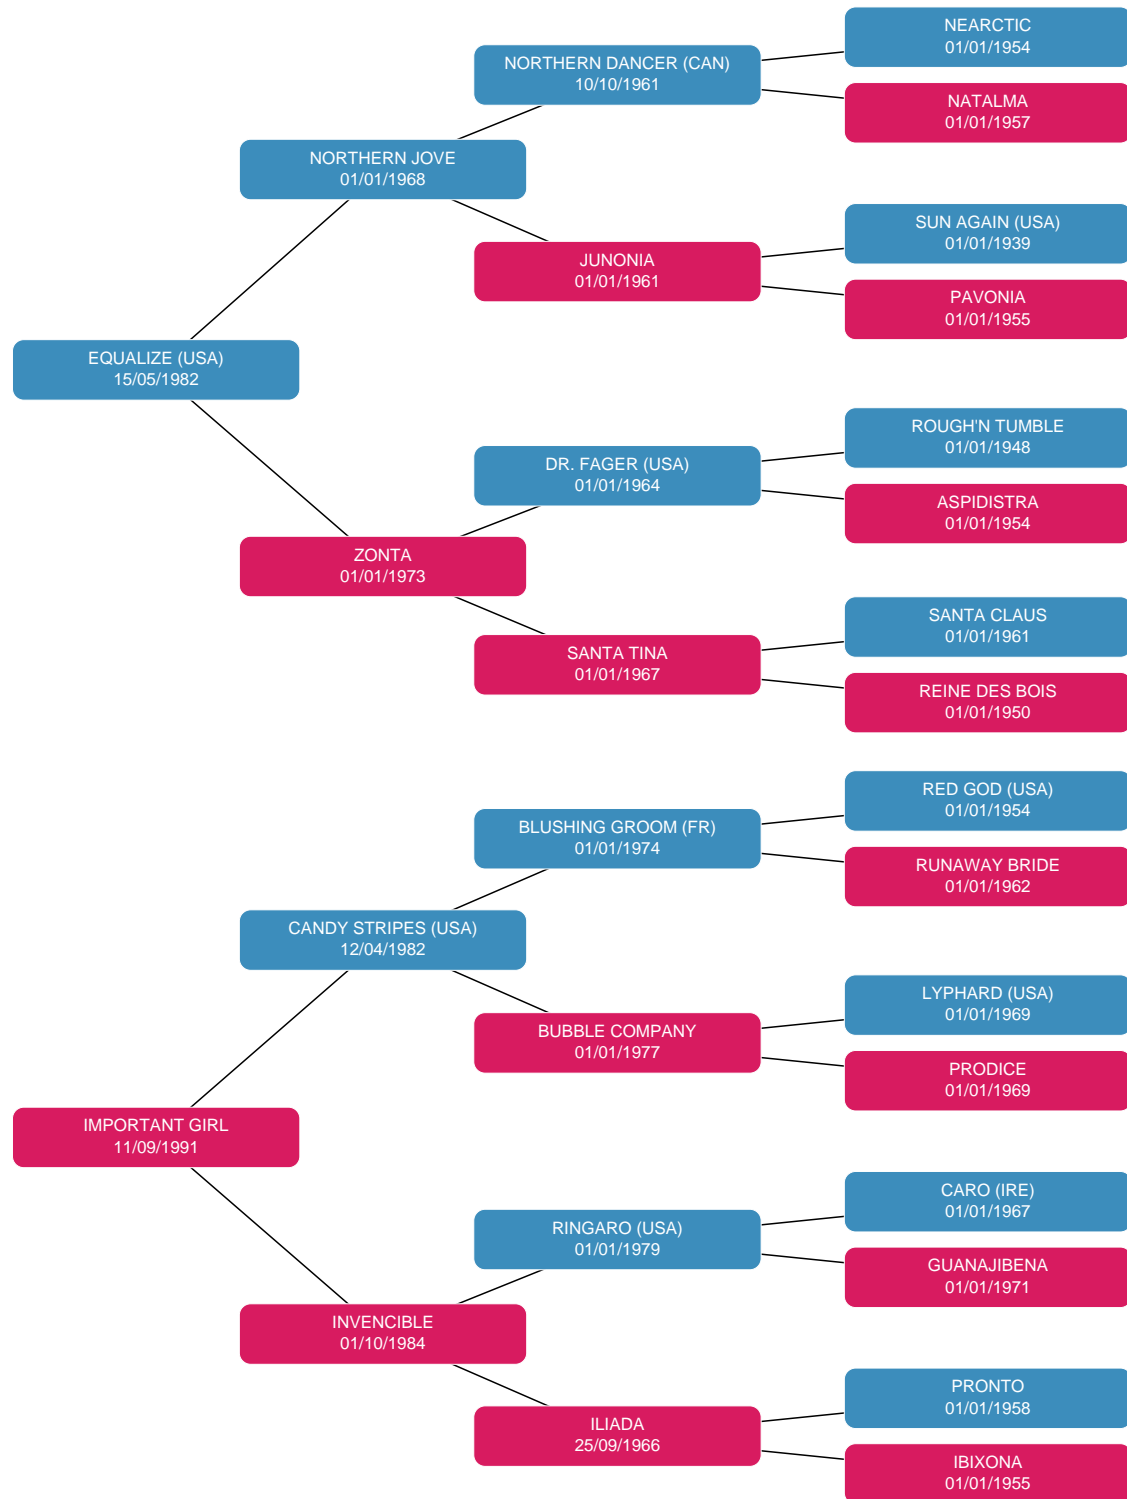 NEARCTIC
01/01/1954
NORTHERN DANCER (CAN)
10/10/1961
NATALMA
01/01/1957
NORTHERN JOVE
01/01/1968
SUN AGAIN (USA)
01/01/1939
JUNONIA
01/01/1961
PAVONIA
01/01/1955
EQUALIZE (USA)
15/05/1982
ROUGH'N TUMBLE
01/01/1948
DR. FAGER (USA)
01/01/1964
ASPIDISTRA
01/01/1954
ZONTA
01/01/1973
SANTA CLAUS
01/01/1961
SANTA TINA
01/01/1967
REINE DES BOIS
01/01/1950
RED GOD (USA)
01/01/1954
BLUSHING GROOM (FR)
01/01/1974
RUNAWAY BRIDE
01/01/1962
CANDY STRIPES (USA)
12/04/1982
LYPHARD (USA)
01/01/1969
BUBBLE COMPANY
01/01/1977
PRODICE
01/01/1969
IMPORTANT GIRL
11/09/1991
CARO (IRE)
01/01/1967
RINGARO (USA)
01/01/1979
GUANAJIBENA
01/01/1971
INVENCIBLE
01/10/1984
PRONTO
01/01/1958
ILIADA
25/09/1966
IBIXONA
01/01/1955